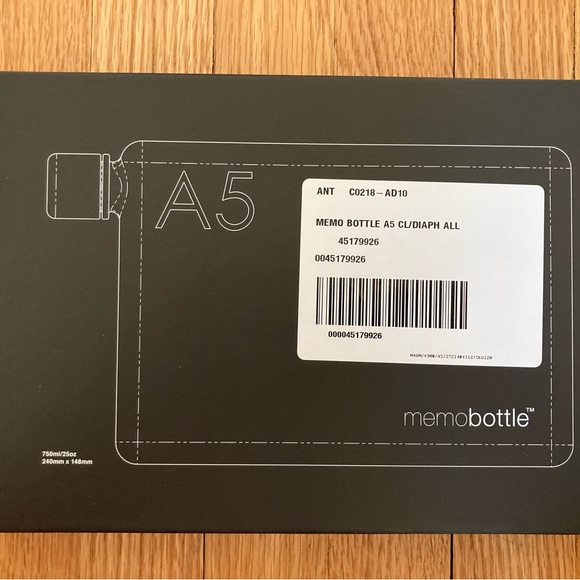 A5
ANT C0218-AD10
MEMO BOTTLE A5 CL/DIAPH ALL
45179926
0045179926
000045179926
memobottle™
750ml/25oz
240mm x 148mm